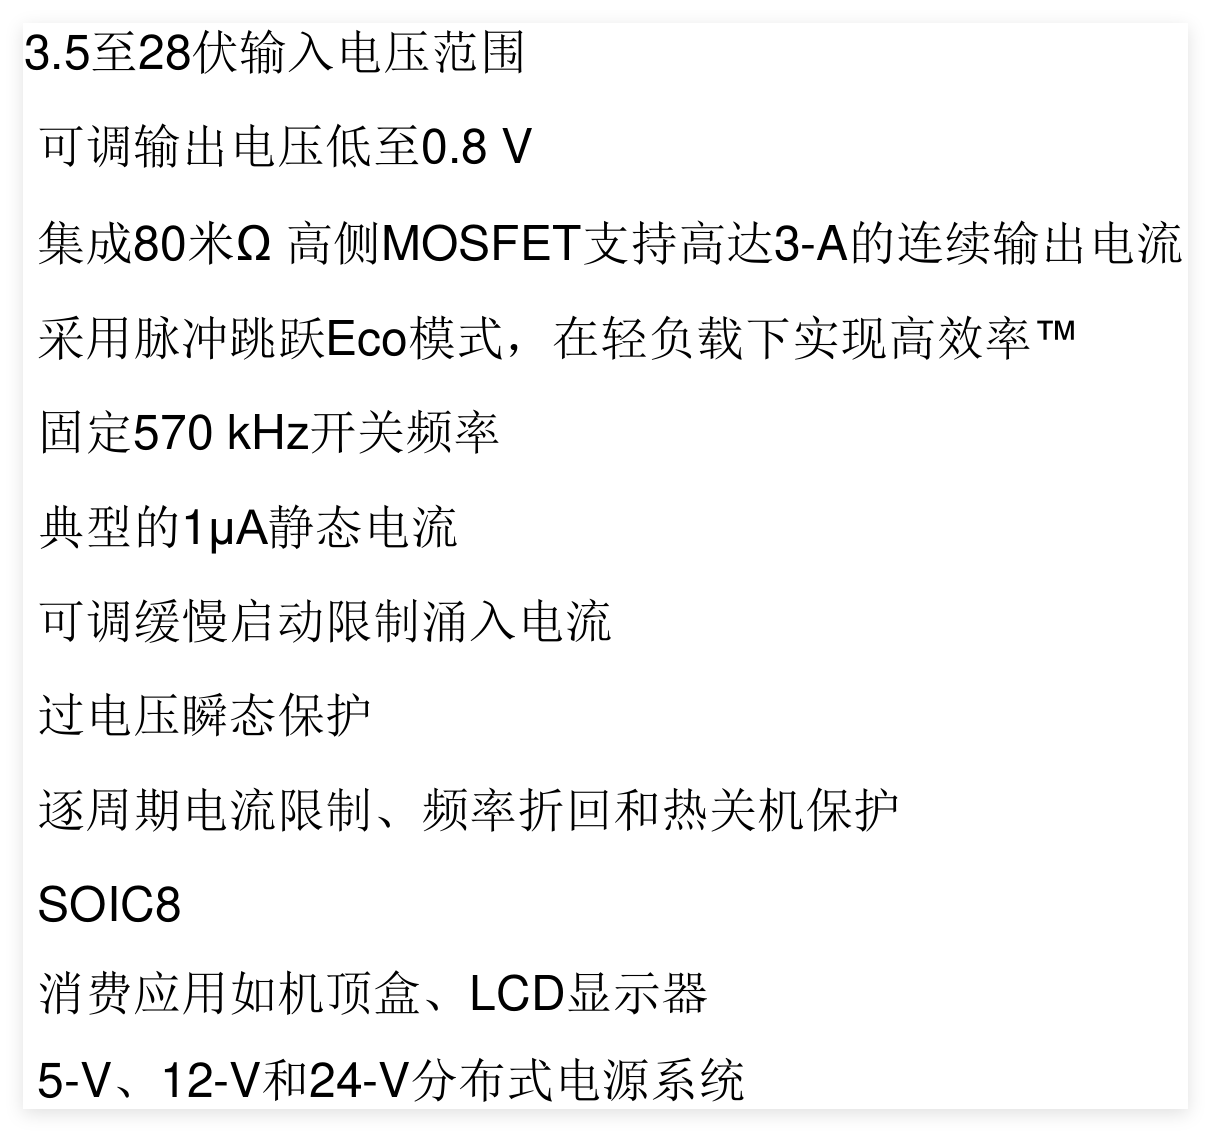 3.5至28伏输入电压范围
可调输出电压低至0.8 V
集成80米Ω 高侧MOSFET支持高达3-A的连续输出电流
采用脉冲跳跃Eco模式，在轻负载下实现高效率™
固定570 kHz开关频率
典型的1μA静态电流
可调缓慢启动限制涌入电流
过电压瞬态保护
逐周期电流限制、频率折回和热关机保护
SOIC8
消费应用如机顶盒、LCD显示器
5-V、12-V和24-V分布式电源系统